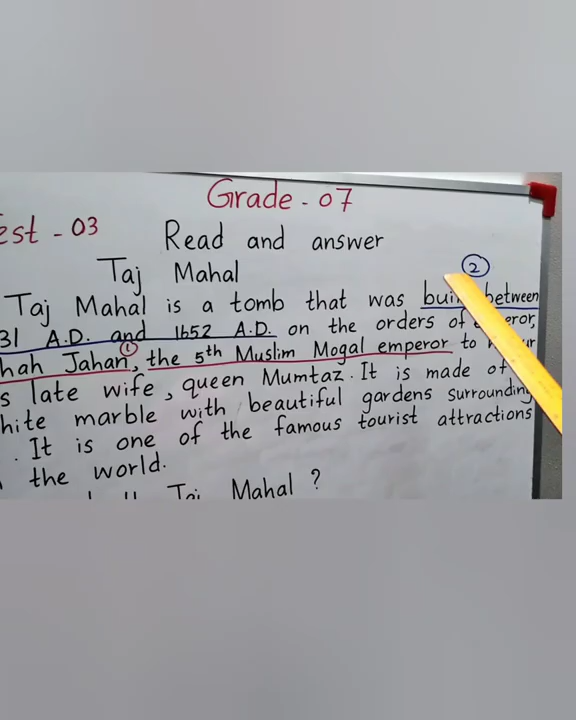 Grade - 07
est - 03 Read and answer
Taj Mahal
②
Taj Mahal is a tomb that was between
31 A.D. and 1652 A.D. on the orders of
①
hah Jahan, the 5th Muslim Mogal emperor to
s late wife, queen Mumtaz. It is made of
hite marble with beautiful gardens surrounding
. It is one of the famous tourist attractions
the world.
Taj Mahal ?